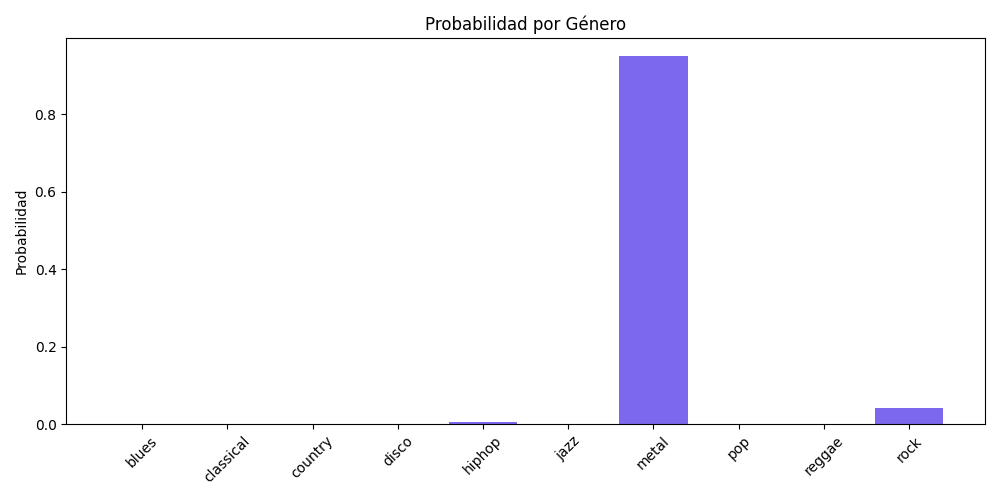 Probabilidad por Género
Probabilidad
0.8
0.6
0.4
0.2
0.0
blues
classical
country
disco
hiphop
jazz
metal
pop
reggae
rock